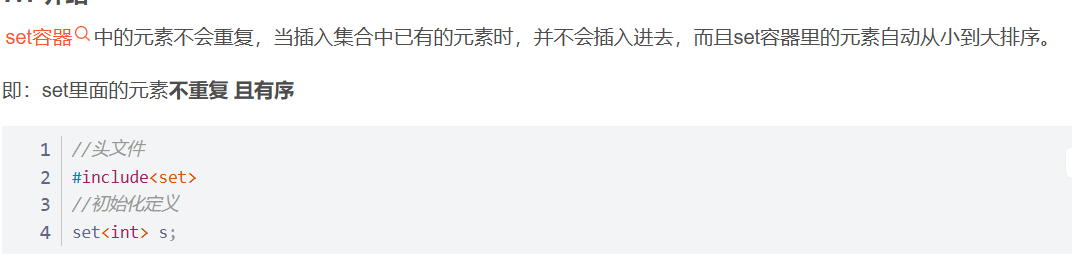 set容器中的元素不会重复，当插入集合中已有的元素时，并不会插入进去，而且set容器里的元素自动从小到大排序。
即：set里面的元素不重复 且有序
1 //头文件
2 #include<set>
3 //初始化定义
4 set<int> s;